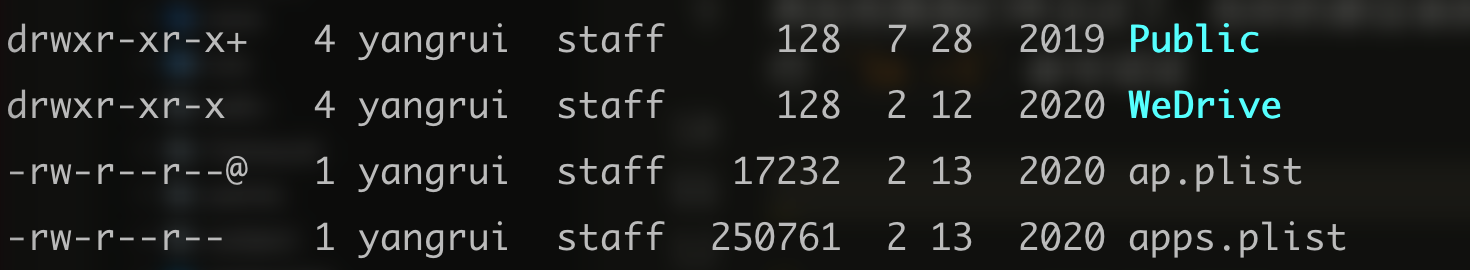 drwxr-xr-x+ 4 yangrui staff 128 7 28 2019 Public
drwxr-xr-x 4 yangrui staff 128 2 12 2020 WeDrive
-rw-r--r--@ 1 yangrui staff 17232 2 13 2020 ap.plist
-rw-r--r-- 1 yangrui staff 250761 2 13 2020 apps.plist